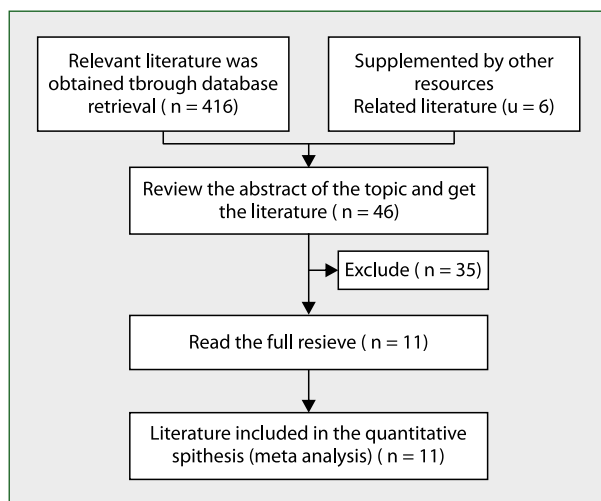 Relevant literature was
obtained tbrough database
retrieval ( n = 416)
Supplemented by other
resources
Related literature (u = 6)
Review the abstract of the topic and get
the literature ( n = 46)
Exclude ( n = 35)
Read the full resieve ( n = 11)
Literature included in the quantitative
spithesis (meta analysis) ( n = 11)